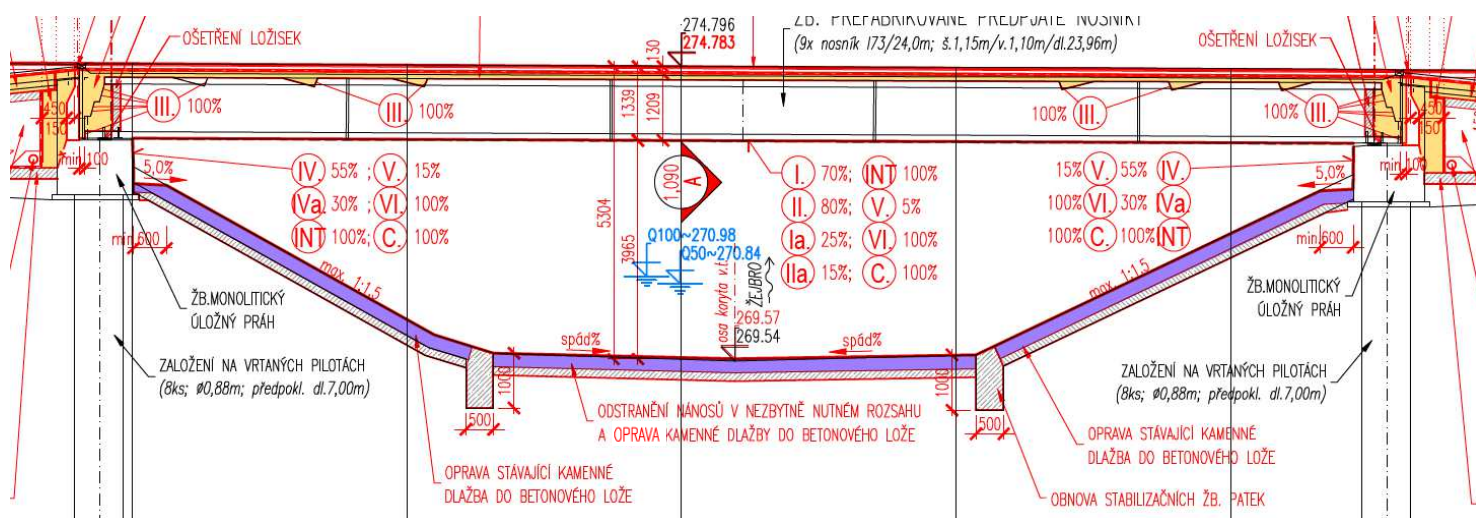 274.796
274.783
ŽB. PREFABRIKOVANÉ PŘEDPJATÉ NOSNÍKY
(9x nosník I73/24,0m; š.1,15m/v.1,10m/dl.23,96m)
OŠETŘENÍ LOŽISEK
OŠETŘENÍ LOŽISEK
130
III. 100%
III. 100%
100% III.
100% III.
450
150
450
150
1339
1209
min.100
min.100
5,0%
5,0%
IV. 55% ; V. 15%
IVa. 30% ; VI. 100%
INT 100%; C. 100%
1,090
A
I. 70%; INT 100%
II. 80%; V. 5%
Ia. 25%; VI. 100%
IIa. 15%; C. 100%
15% V. 55% IV.
100% VI. 30% IVa.
100% C. 100% INT
5304
3965
Q100~270.98
Q50~270.84
min.600
min.600
max. 1:1,5
max. 1:1,5
osa koryta v.t.
ŽEJBRO
269.57
269.54
ŽB.MONOLITICKÝ
ÚLOŽNÝ PRÁH
ŽB.MONOLITICKÝ
ÚLOŽNÝ PRÁH
spád%
spád%
ZALOŽENÍ NA VRTANÝCH PILOTÁCH
(8ks; ø0,88m; předpokl. dl.7,00m)
ZALOŽENÍ NA VRTANÝCH PILOTÁCH
(8ks; ø0,88m; předpokl. dl.7,00m)
1000
1000
500
500
ODSTRANĚNÍ NÁNOSŮ V NEZBYTNĚ NUTNÉM ROZSAHU
A OPRAVA KAMENNÉ DLAŽBY DO BETONOVÉHO LOŽE
OPRAVA STÁVAJÍCÍ KAMENNÉ
DLAŽBA DO BETONOVÉHO LOŽE
OPRAVA STÁVAJÍCÍ KAMENNÉ
DLAŽBA DO BETONOVÉHO LOŽE
OBNOVA STABILIZAČNÍCH ŽB. PATEK